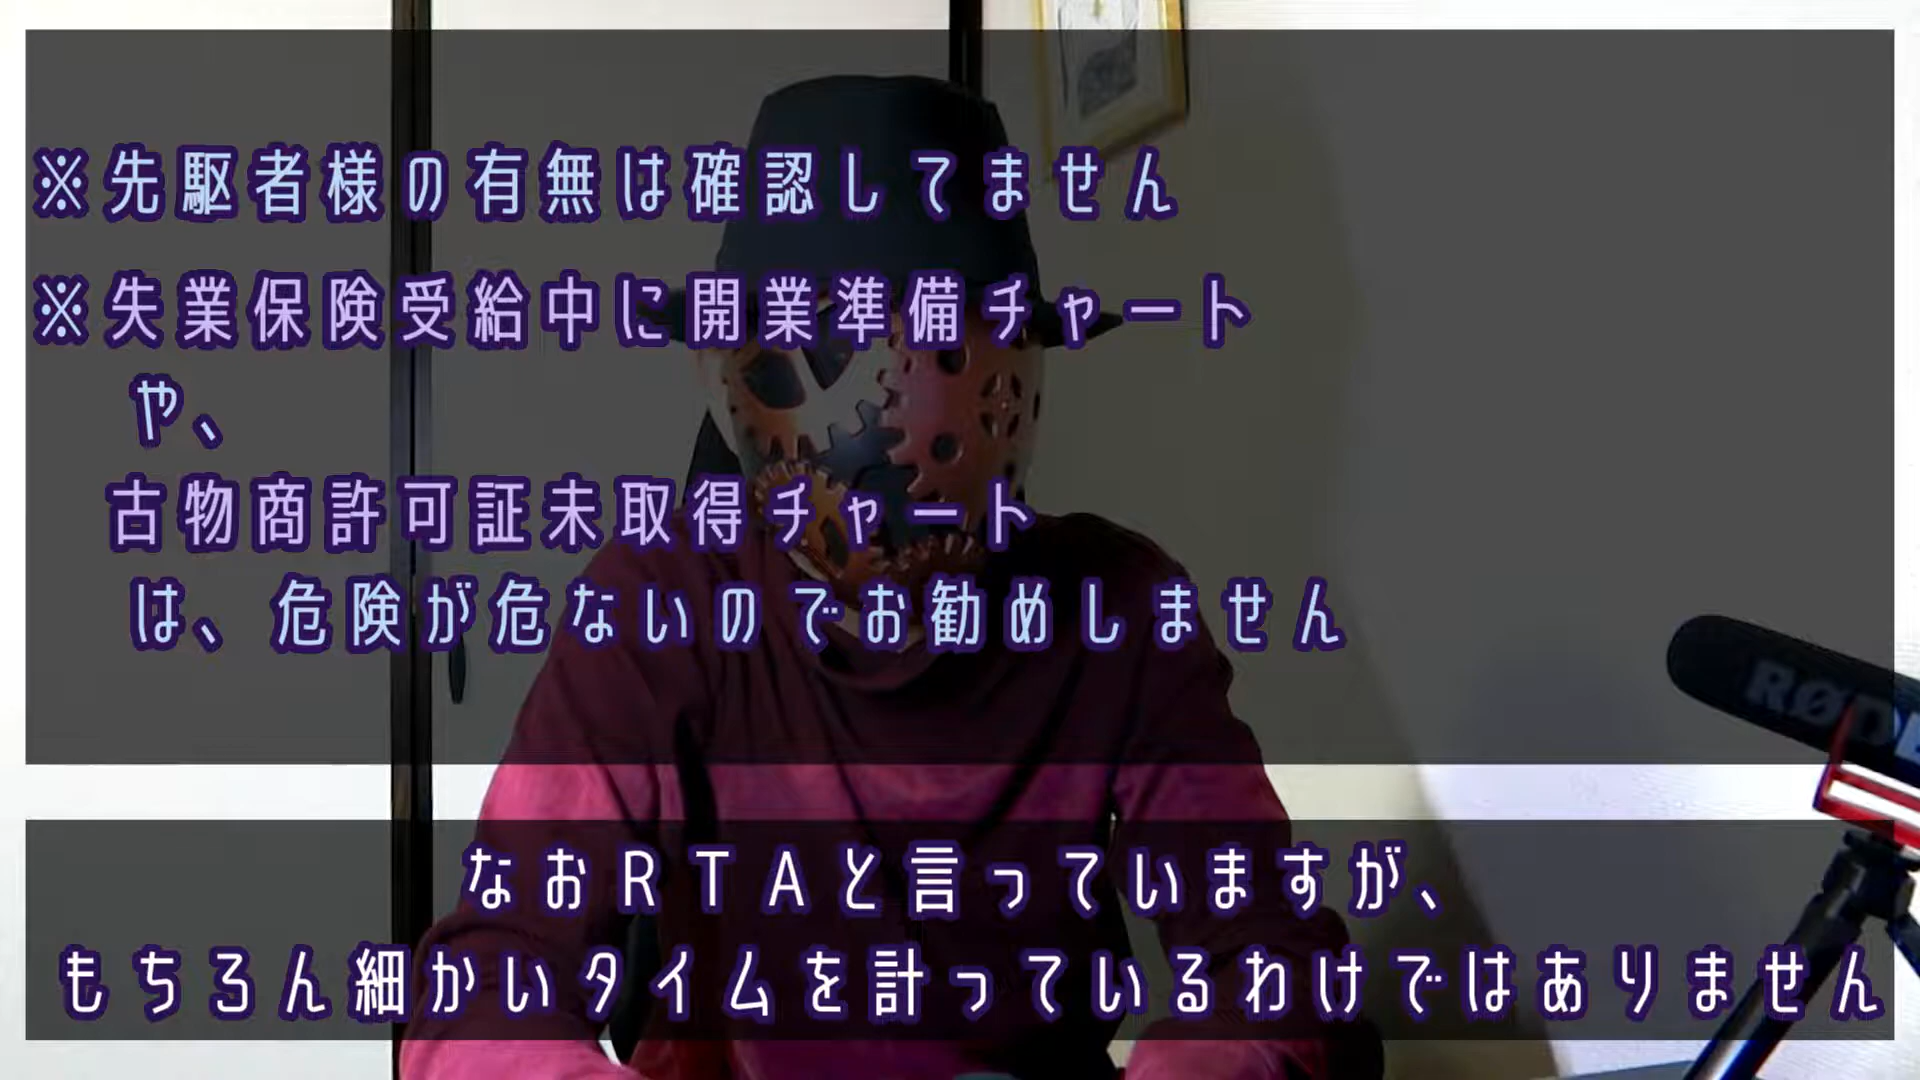 ※先駆者様の有無は確認してません
※失業保険受給中に開業準備チャート
や、
古物商許可証未取得チャート
は、危険が危ないのでお勧めしません
RØDE
なおRTAと言っていますが、
もちろん細かいタイムを計っているわけではありません